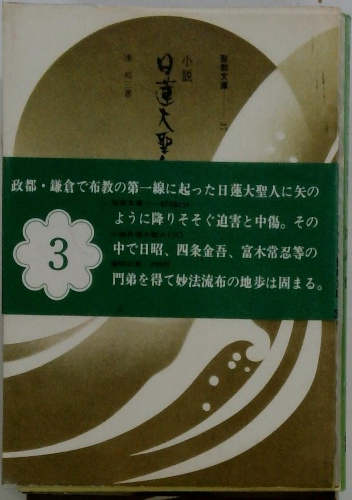 聖教文庫
小説
日蓮大聖
湊邦三著
政都・鎌倉で布教の第一線に起った日蓮大聖人に矢の
ように降りそそぐ迫害と中傷。その
中で日昭、四条金吾、富木常忍等の
門弟を得て妙法流布の地歩は固まる。
3